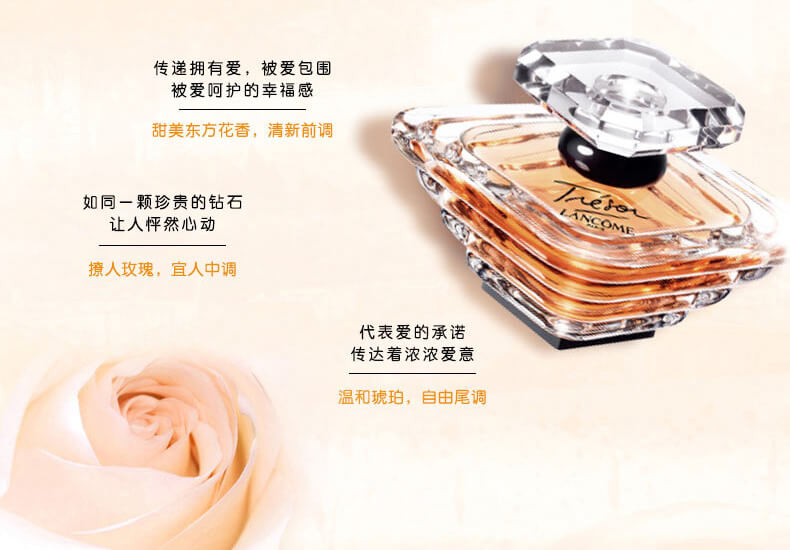 传递拥有爱，被爱包围
被爱呵护的幸福感
甜美东方花香，清新前调
如同一颗珍贵的钻石
让人怦然心动
撩人玫瑰，宜人中调
Trésor
LANCÔME
代表爱的承诺
传达着浓浓爱意
温和琥珀，自由尾调